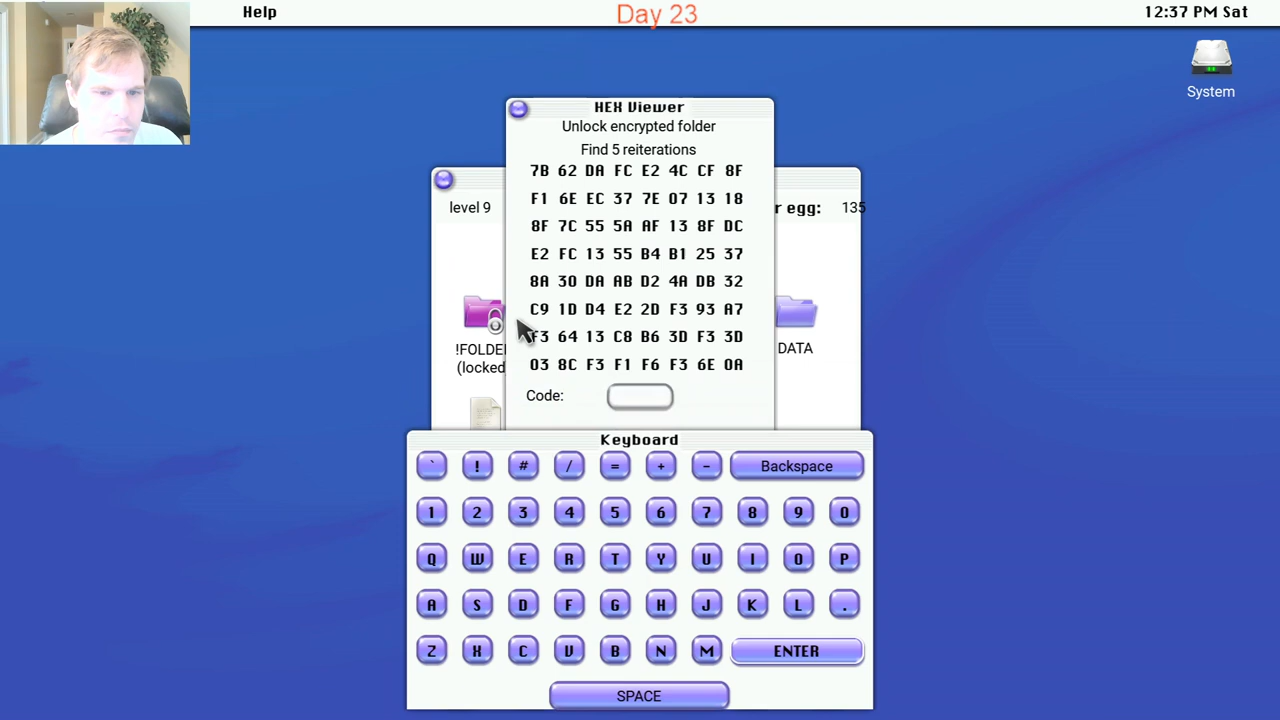 Help
Day 23
12:37 PM Sat
System
HEX Viewer
Unlock encrypted folder
Find 5 reiterations
7B 62 DA FC E2 4C CF 8F
F1 6E EC 37 7E 07 13 18
8F 7C 55 5A AF 13 8F DC
E2 FC 13 55 B4 B1 25 37
8A 30 DA AB D2 4A DB 32
C9 1D D4 E2 2D F3 93 A7
F3 64 13 C8 B6 3D F3 3D
03 8C F3 F1 F6 F3 6E 0A
Code:
level 9
r egg: 135
!FOLDE
(locked
DATA
Keyboard
` ! # / = + - Backspace
1 2 3 4 5 6 7 8 9 0
Q W E R T Y U I O P
A S D F G H J K L .
Z X C V B N M ENTER
SPACE